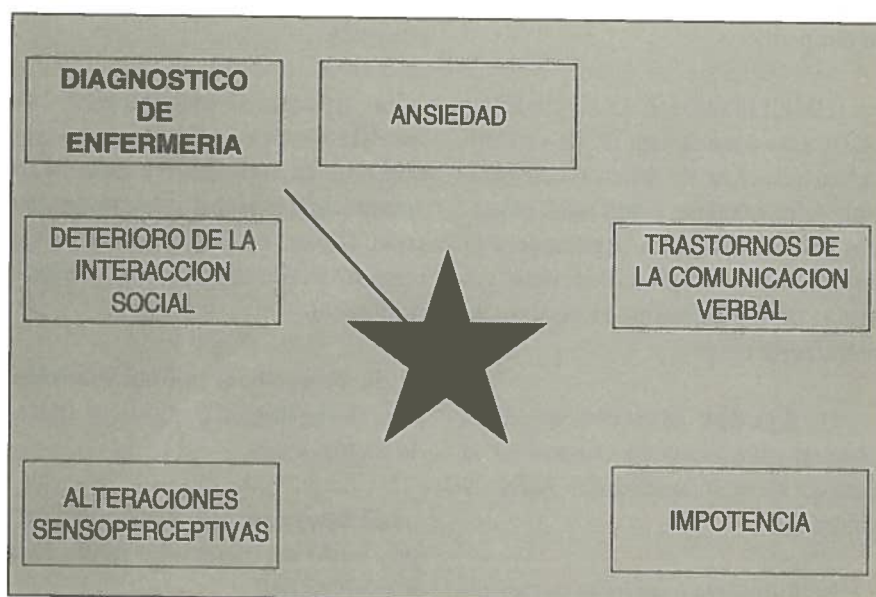 DIAGNOSTICO
DE
ENFERMERIA
ANSIEDAD
DETERIORO DE LA
INTERACCION
SOCIAL
TRASTORNOS DE
LA COMUNICACION
VERBAL
ALTERACIONES
SENSOPERCEPTIVAS
IMPOTENCIA